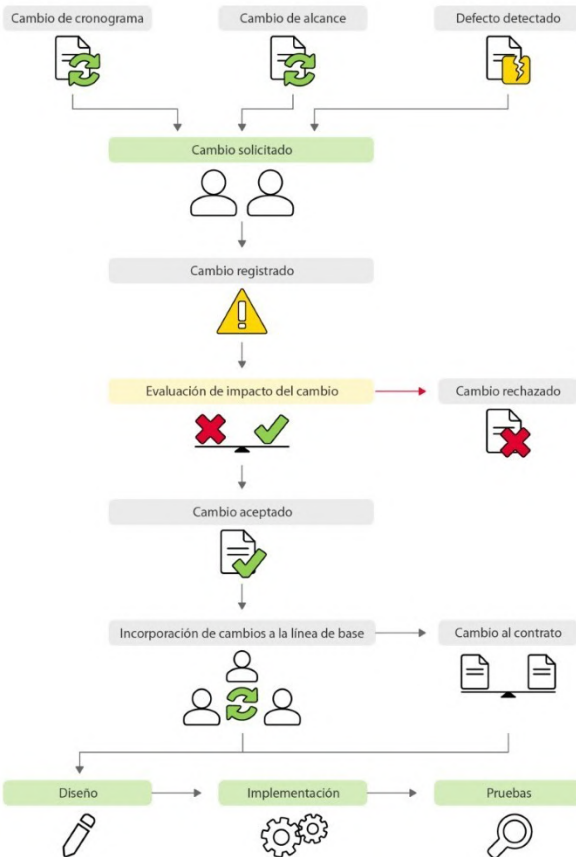 Cambio de cronograma
Cambio de alcance
Defecto detectado
Cambio solicitado
Cambio registrado
Evaluación de impacto del cambio
Cambio rechazado
Cambio aceptado
Incorporación de cambios a la línea de base
Cambio al contrato
Diseño
Implementación
Pruebas